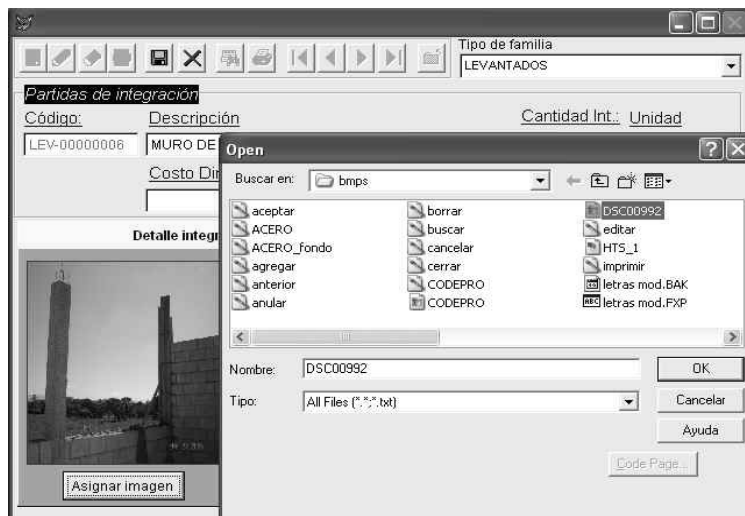 Tipo de familia
LEVANTADOS
Partidas de integración
Código:
Descripción
Cantidad Int.:
Unidad
LEV-00000006
MURO DE
Costo Dir
Detalle integr
Asignar imagen
Open
Buscar en:
bmps
aceptar
ACERO
ACERO_fondo
agregar
anterior
anular
borrar
buscar
cancelar
cerrar
CODEPRO
CODEPRO
DSC00992
editar
HTS_1
imprimir
letras mod.BAK
letras mod.FXP
Nombre:
DSC00992
OK
Tipo:
All Files (*.*;*.txt)
Cancelar
Ayuda
Code Page...